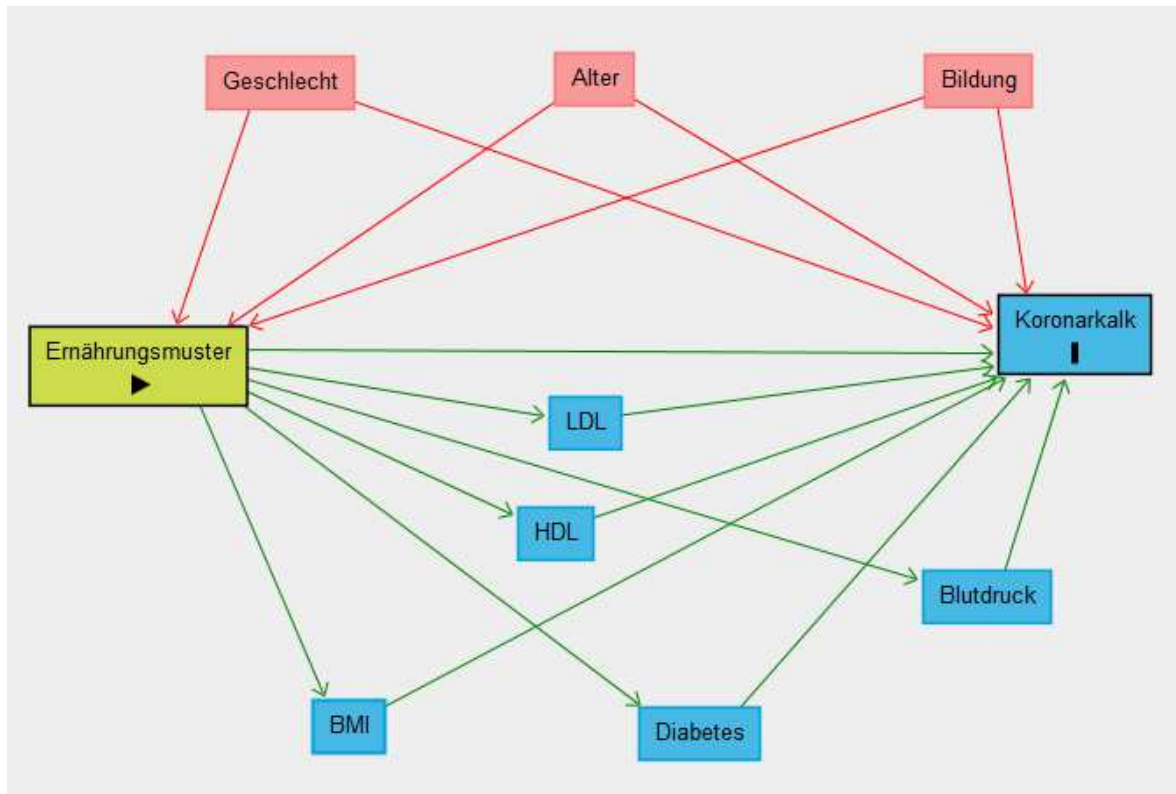 Geschlecht
Alter
Bildung
Ernährungsmuster
Koronarkalk
LDL
HDL
Blutdruck
BMI
Diabetes